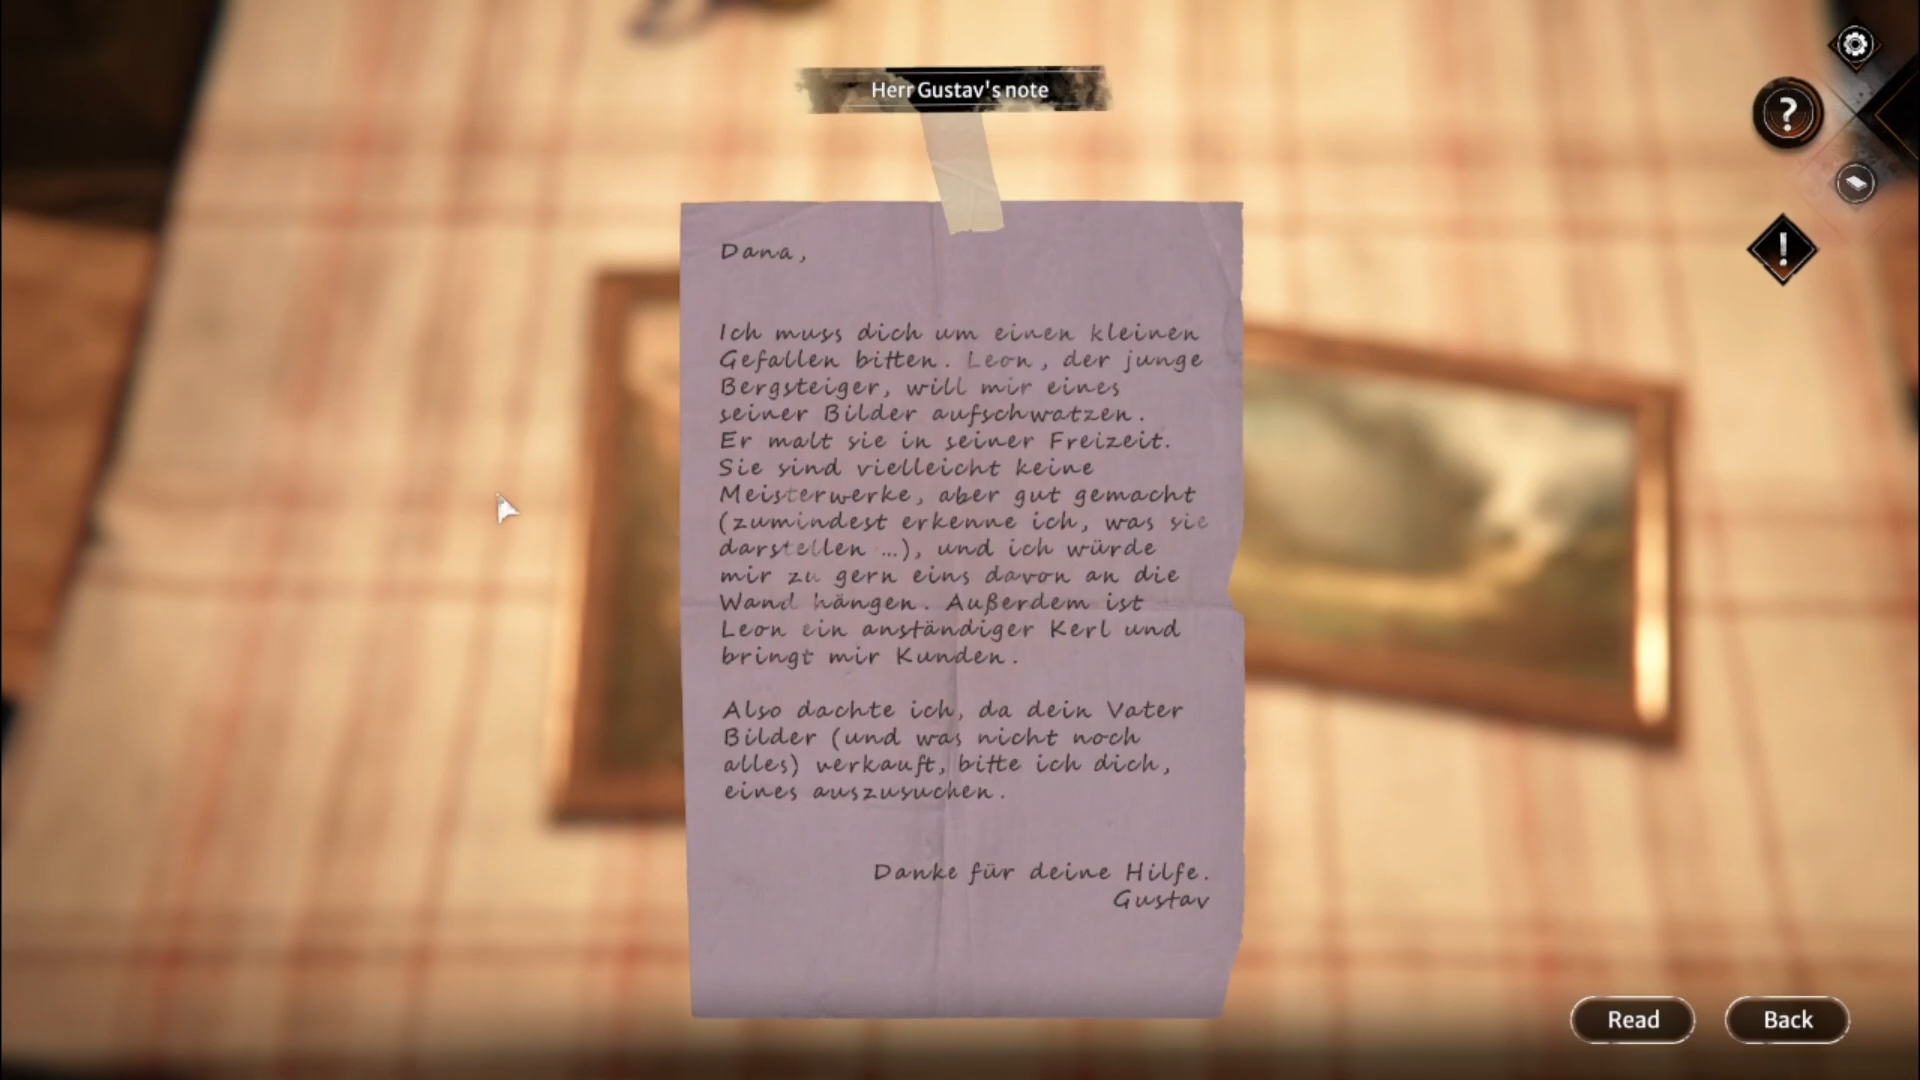 Herr Gustav's note
Dana,
Ich muss dich um einen kleinen
Gefallen bitten. Leon, der junge
Bergsteiger, will mir eines
seiner Bilder aufschwatzen.
Er malt sie in seiner Freizeit.
Sie sind vielleicht keine
Meisterwerke, aber gut gemacht
(zumindest erkenne ich, was sie
darstellen ...), und ich würde
mir zu gern eins davon an die
Wand hängen. Außerdem ist
Leon ein anständiger Kerl und
bringt mir Kunden.
Also dachte ich, da dein Vater
Bilder (und was nicht noch
alles) verkauft, bitte ich dich,
eines auszusuchen.
Danke für deine Hilfe.
Gustav
?
!
Read
Back